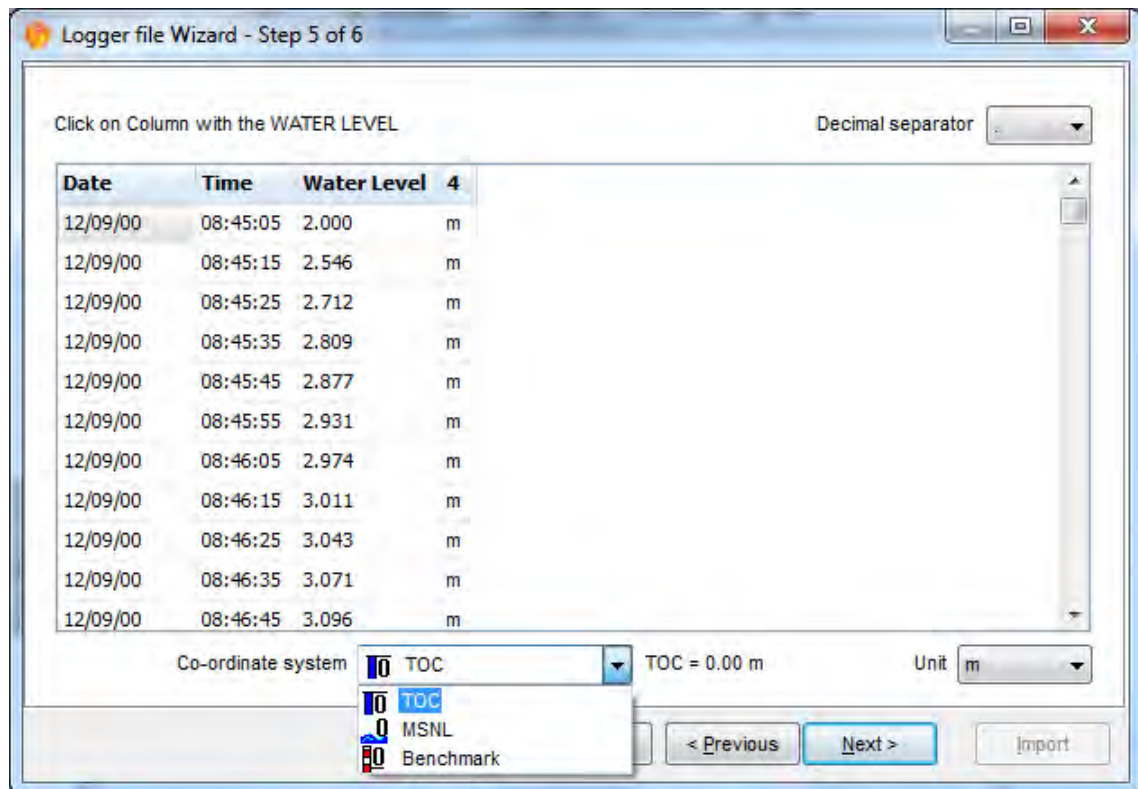 Logger file Wizard - Step 5 of 6
Click on Column with the WATER LEVEL Decimal separator .
Date Time Water Level 4
12/09/00 08:45:05 2.000 m
12/09/00 08:45:15 2.546 m
12/09/00 08:45:25 2.712 m
12/09/00 08:45:35 2.809 m
12/09/00 08:45:45 2.877 m
12/09/00 08:45:55 2.931 m
12/09/00 08:46:05 2.974 m
12/09/00 08:46:15 3.011 m
12/09/00 08:46:25 3.043 m
12/09/00 08:46:35 3.071 m
12/09/00 08:46:45 3.096 m
Co-ordinate system TOC TOC = 0.00 m Unit m
TOC
MSNL
Benchmark
< Previous Next > Import